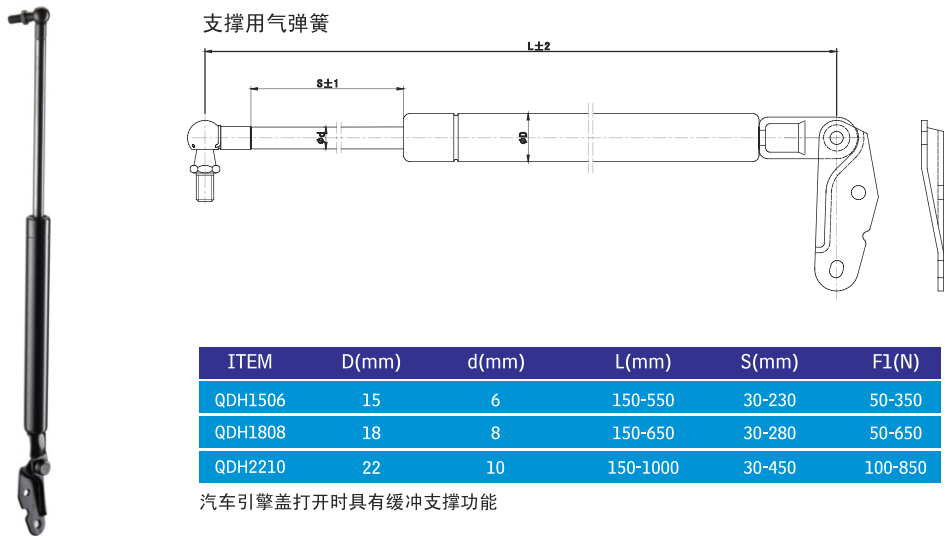 支撑用气弹簧
L±2
S±1
ød
øD
ITEM D(mm) d(mm) L(mm) S(mm) F1(N)
QDH1506 15 6 150-550 30-230 50-350
QDH1808 18 8 150-650 30-280 50-650
QDH2210 22 10 150-1000 30-450 100-850
汽车引擎盖打开时具有缓冲支撑功能